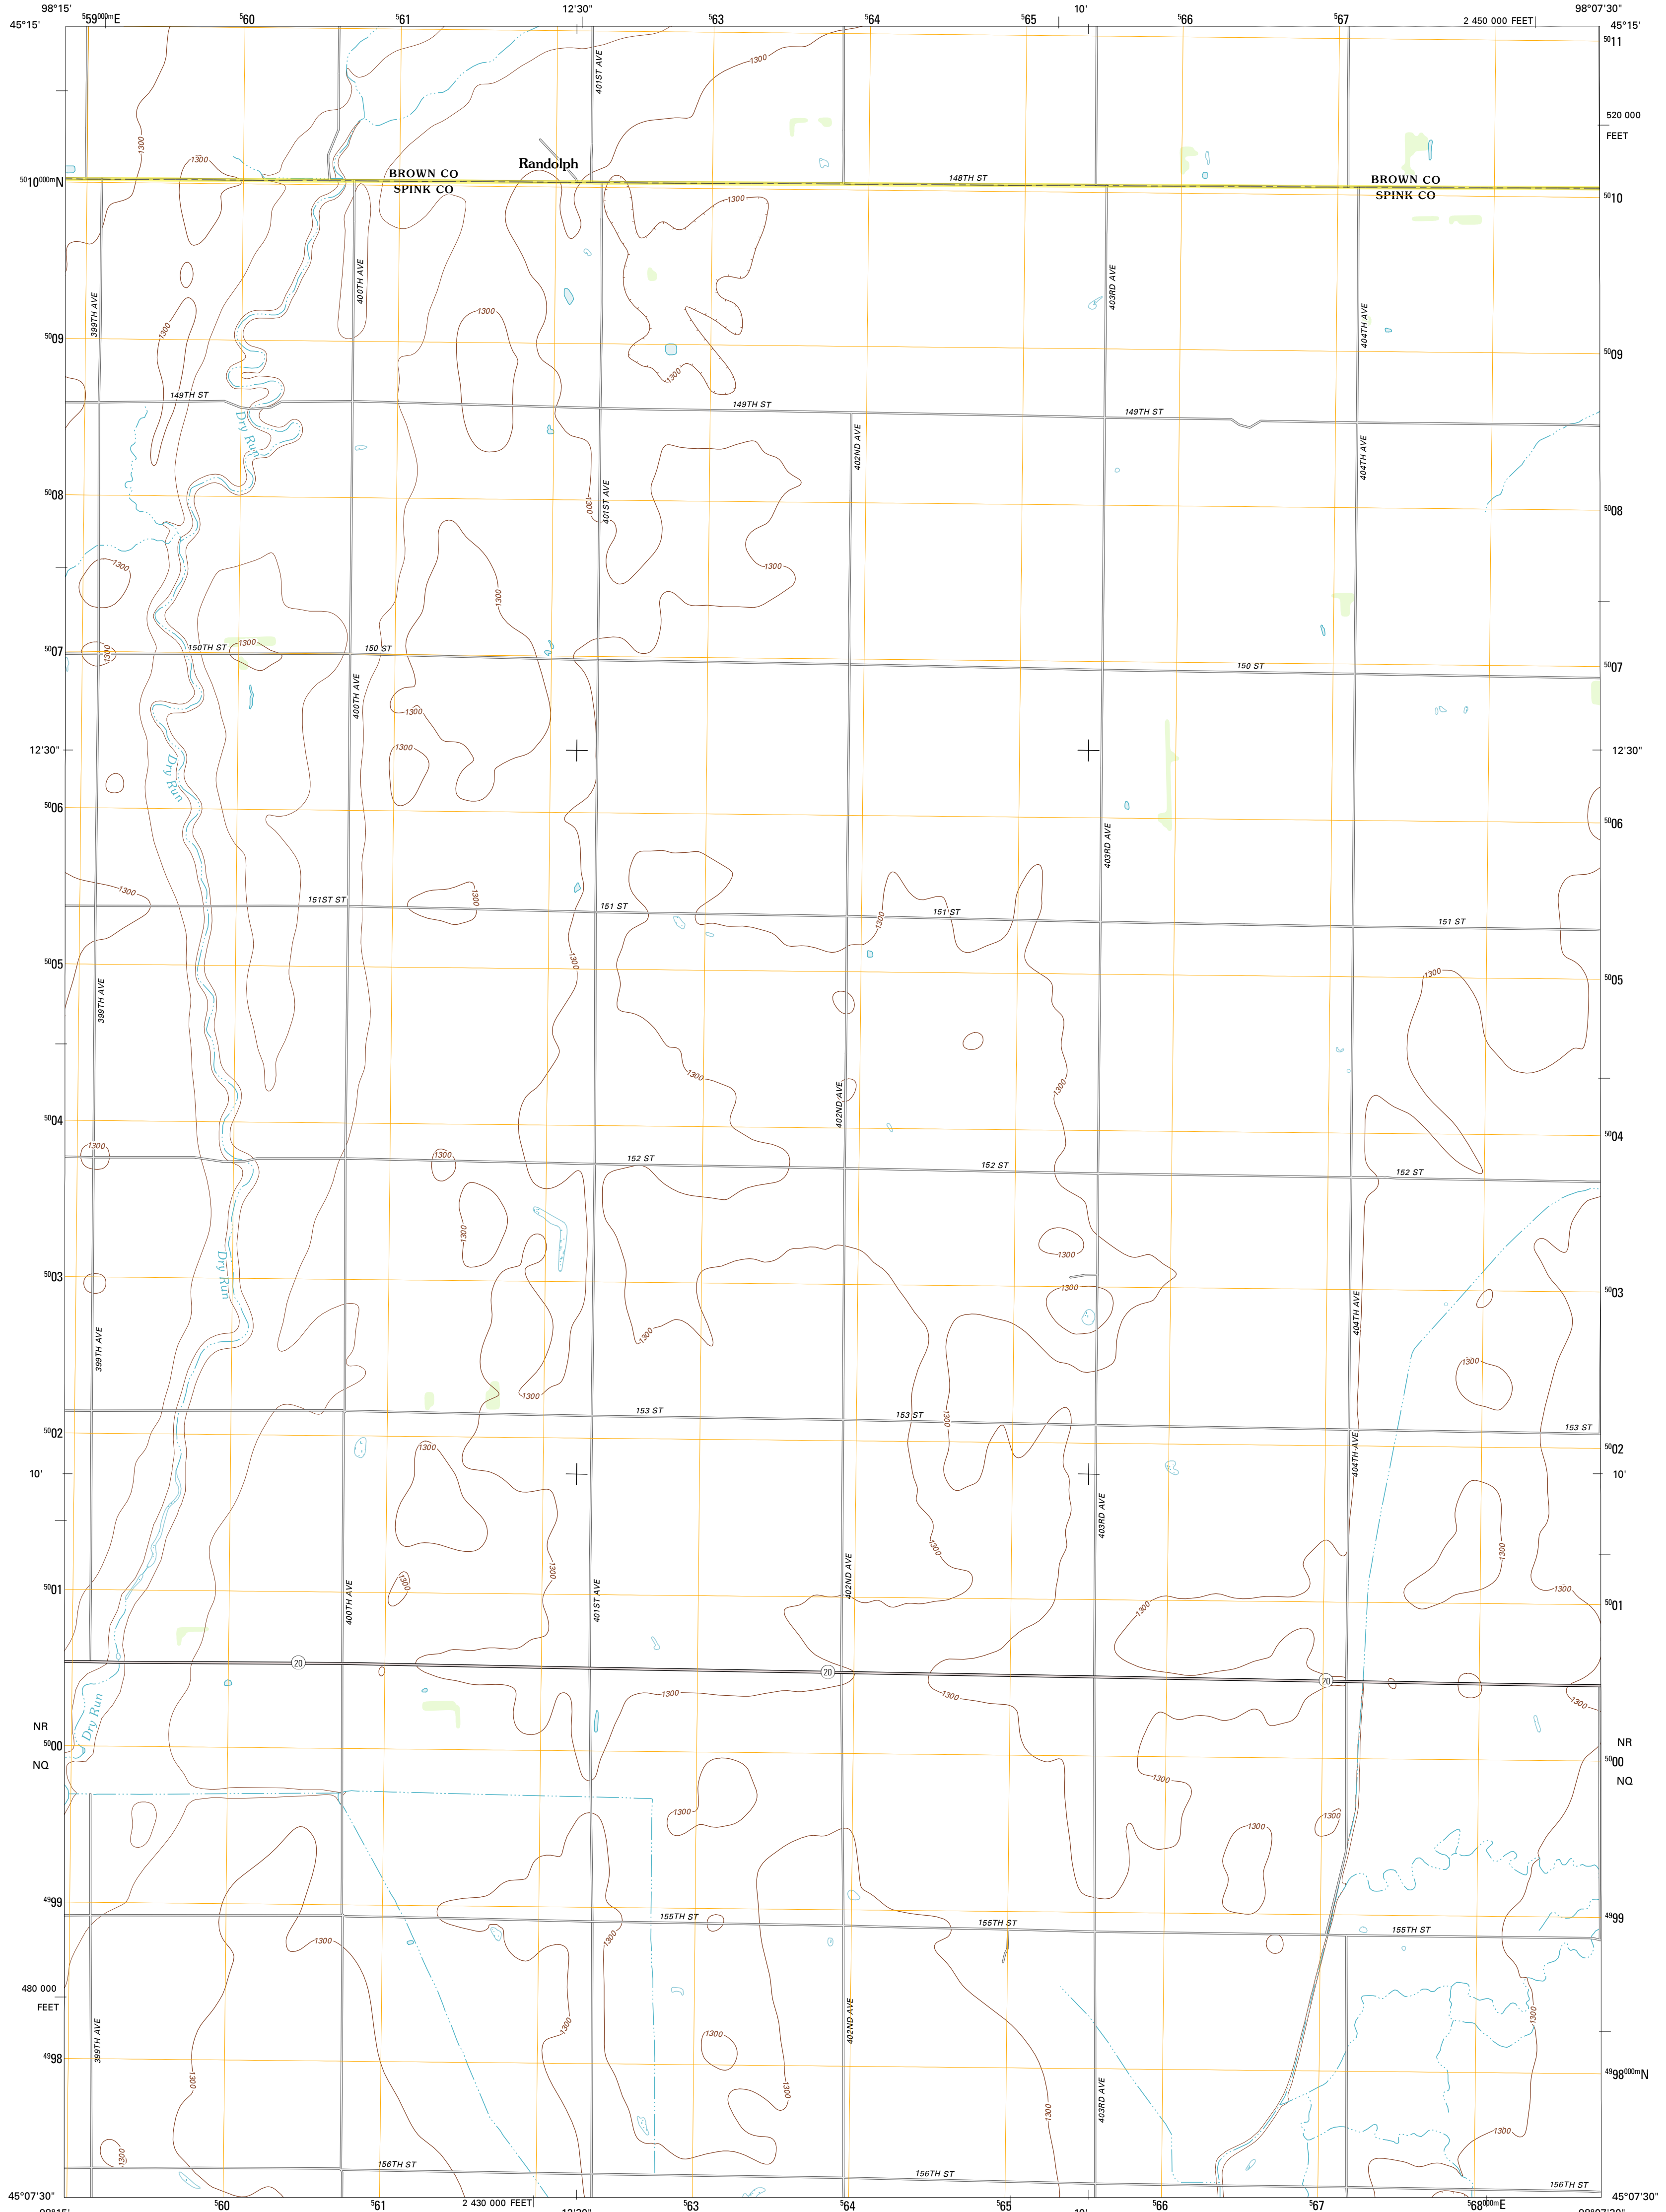 98°15'
⁵59⁰⁰⁰ᵐE
⁵60
⁵61
12'30"
⁵63
⁵64
⁵65
10'
⁵66
⁵67
2 450 000 FEET
98°07'30"
45°15'
45°15'
⁵⁰11
401ST AVE
1300
520 000
FEET
1300
1300
Randolph
BROWN CO
SPINK CO
148TH ST
BROWN CO
SPINK CO
⁵⁰10⁰⁰⁰ᵐN
⁵⁰10
1300
399TH AVE
400TH AVE
403RD AVE
404TH AVE
1300
1300
⁵⁰09
⁵⁰09
1300
149TH ST
149TH ST
149TH ST
Dry Run
402ND AVE
404TH AVE
⁵⁰08
1300
401ST AVE
⁵⁰08
1300
1300
1300
1300
1300
150TH ST
150 ST
150 ST
⁵⁰07
⁵⁰07
400TH AVE
1300
12'30"
1300
12'30"
Dry Run
⁵⁰06
⁵⁰06
403RD AVE
1300
1300
151ST ST
151 ST
151 ST
151 ST
1300
⁵⁰05
1300
1300
⁵⁰05
399TH AVE
1300
1300
402ND AVE
⁵⁰04
⁵⁰04
1300
1300
152 ST
152 ST
152 ST
1300
Dry Run
1300
⁵⁰03
1300
⁵⁰03
399TH AVE
1300
404TH AVE
1300
1300
153 ST
153 ST
1300
153 ST
⁵⁰02
1300
404TH AVE
⁵⁰02
10'
10'
403RD AVE
1300
1300
1300
1300
402ND AVE
1300
⁵⁰01
400TH AVE
401ST AVE
1300
⁵⁰01
20
20
20
Dry Run
1300
1300
1300
NR
⁵⁰00
NQ
NR
⁵⁰00
NQ
1300
1300
1300
1300
⁴⁹99
155TH ST
155TH ST
155TH ST
⁴⁹99
1300
1300
480 000
FEET
399TH AVE
1300
402ND AVE
1300
1300
⁴⁹98
⁴⁹98⁰⁰⁰ᵐN
1300
1300
1300
403RD AVE
1300
1300
156TH ST
156TH ST
156TH ST
45°07'30"
45°07'30"
⁵60
⁵61
2 430 000 FEET
⁵63
⁵64
⁵65
⁵66
⁵67
⁵68⁰⁰⁰ᵐE